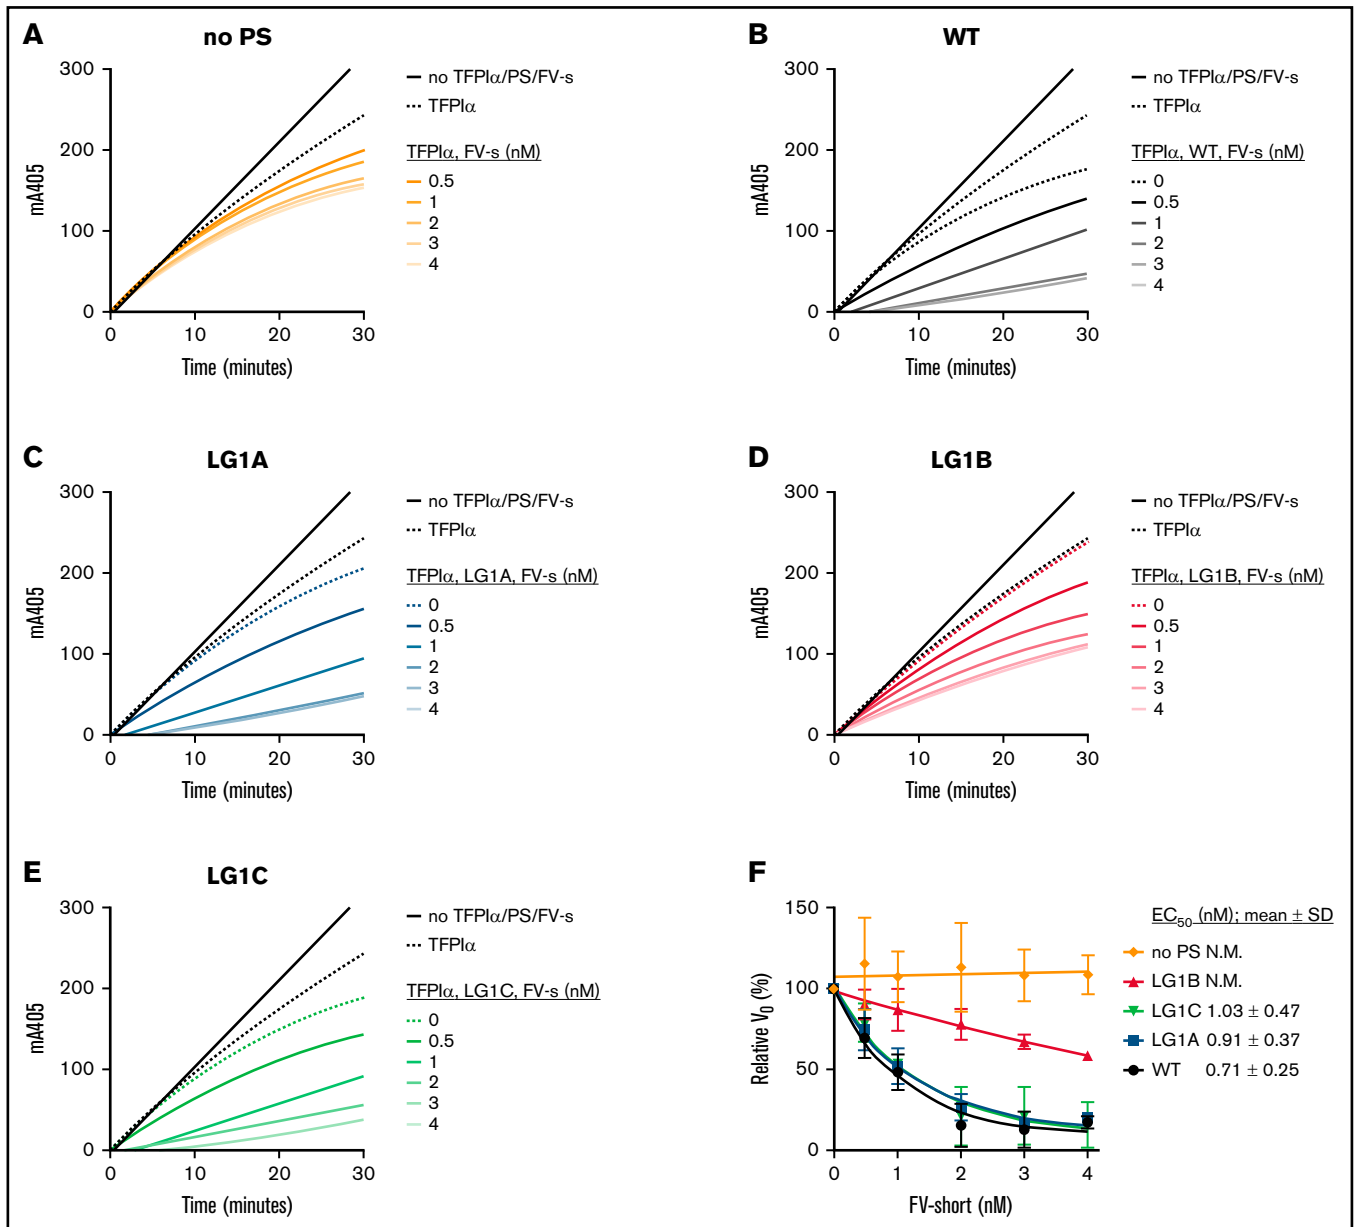 A
no PS
300
200
100
0
mA405
0 10 20 30
Time (minutes)
no TFPIα/PS/FV-s
TFPIα
TFPIα, FV-s (nM)
0.5
1
2
3
4
B
WT
300
200
100
0
mA405
0 10 20 30
Time (minutes)
no TFPIα/PS/FV-s
TFPIα
TFPIα, WT, FV-s (nM)
0
0.5
1
2
3
4
C
LG1A
300
200
100
0
mA405
0 10 20 30
Time (minutes)
no TFPIα/PS/FV-s
TFPIα
TFPIα, LG1A, FV-s (nM)
0
0.5
1
2
3
4
D
LG1B
300
200
100
0
mA405
0 10 20 30
Time (minutes)
no TFPIα/PS/FV-s
TFPIα
TFPIα, LG1B, FV-s (nM)
0
0.5
1
2
3
4
E
LG1C
300
200
100
0
mA405
0 10 20 30
Time (minutes)
no TFPIα/PS/FV-s
TFPIα
TFPIα, LG1C, FV-s (nM)
0
0.5
1
2
3
4
F
150
100
50
0
Relative V₀ (%)
0 1 2 3 4
FV-short (nM)
EC₅₀ (nM); mean ± SD
no PS N.M.
LG1B N.M.
LG1C 1.03 ± 0.47
LG1A 0.91 ± 0.37
WT 0.71 ± 0.25